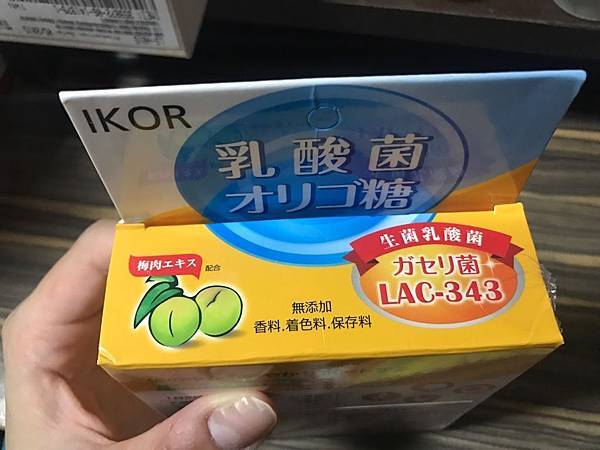 IKOR
乳酸菌
オリゴ糖
梅肉エキス 配合
無添加
香料.着色料.保存料
生菌乳酸菌
ガセリ菌
LAC-343